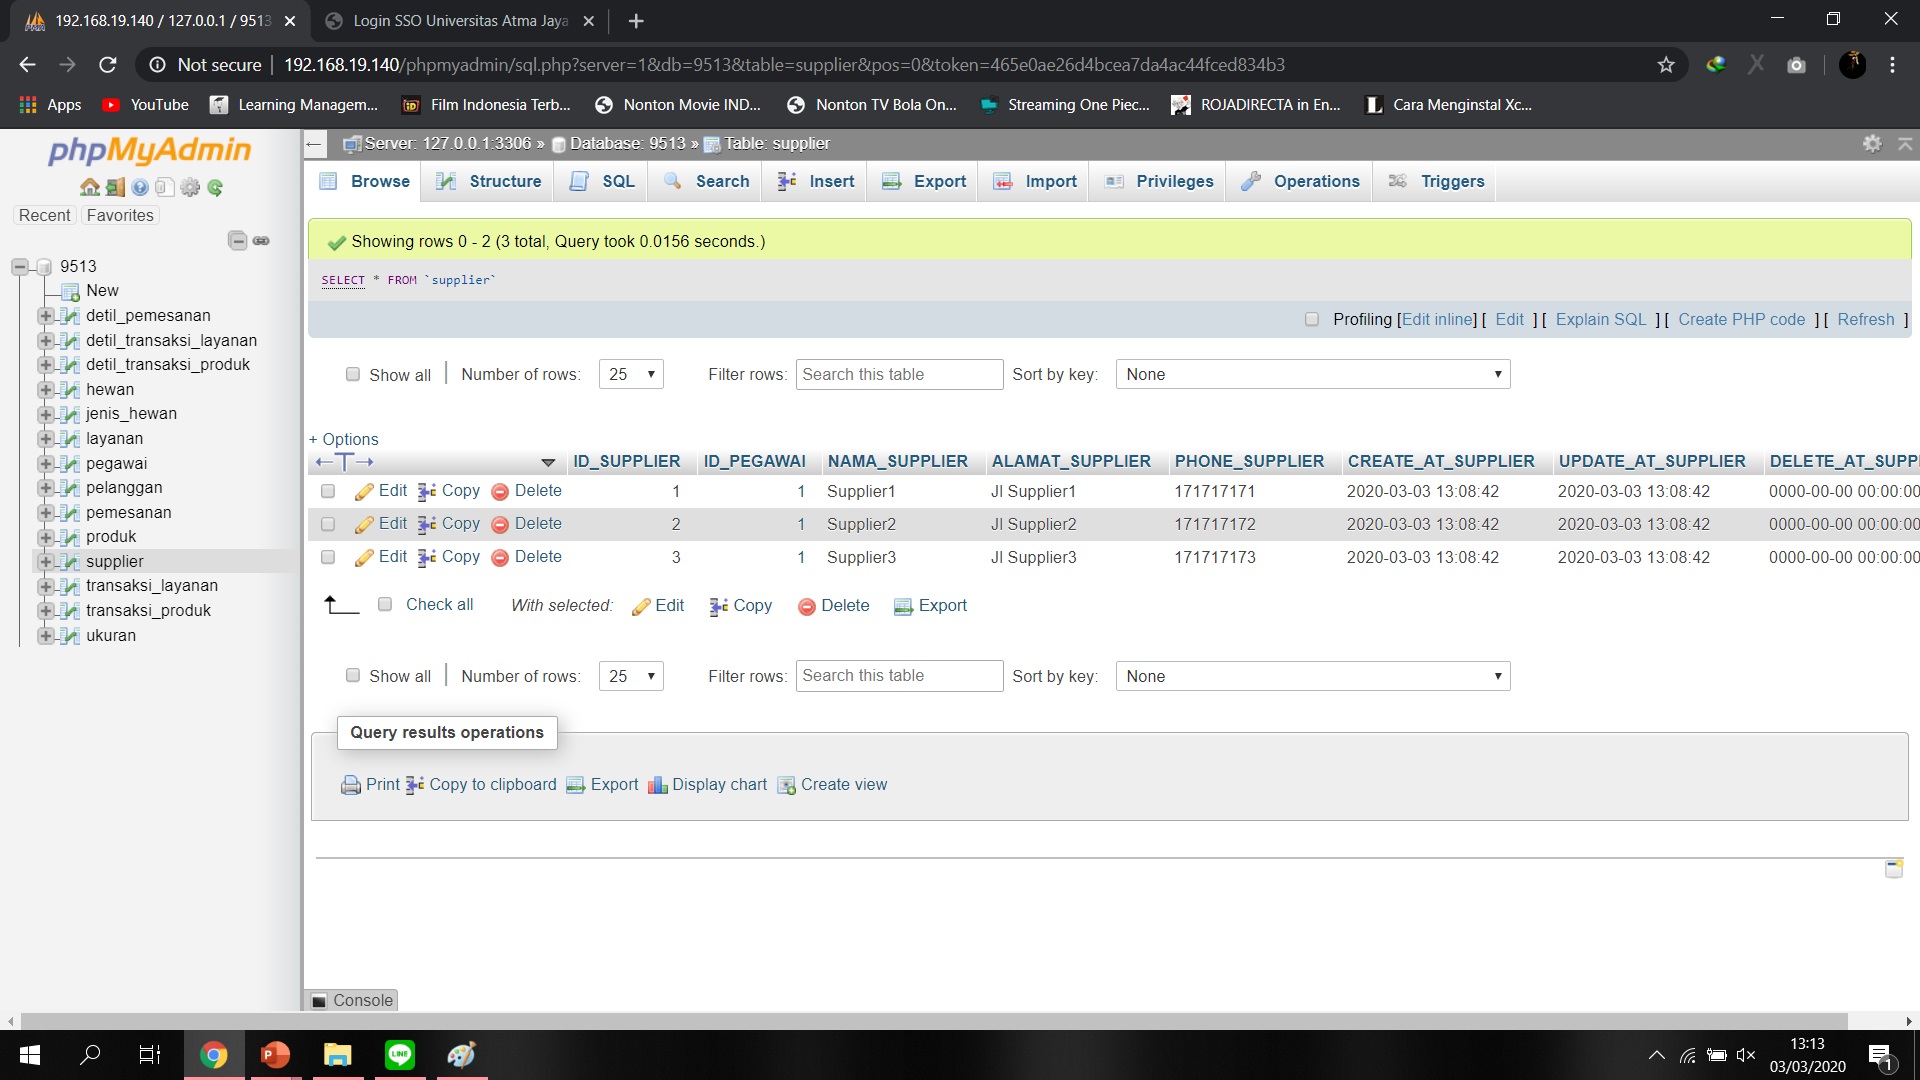 192.168.19.140 / 127.0.0.1 / 9513
Login SSO Universitas Atma Jaya
Not secure
192.168.19.140/phpmyadmin/sql.php?server=1&db=9513&table=supplier&pos=0&token=465e0ae26d4bcea7da4ac44fced834b3
Apps YouTube Learning Managem... Film Indonesia Terb... Nonton Movie IND... Nonton TV Bola On... Streaming One Piec... ROJADIRECTA in En... Cara Menginstal Xc...
phpMyAdmin
Recent Favorites
9513
New
detil_pemesanan
detil_transaksi_layanan
detil_transaksi_produk
hewan
jenis_hewan
layanan
pegawai
pelanggan
pemesanan
produk
supplier
transaksi_layanan
transaksi_produk
ukuran
Server: 127.0.0.1:3306 » Database: 9513 » Table: supplier
Browse Structure SQL Search Insert Export Import Privileges Operations Triggers
Showing rows 0 - 2 (3 total, Query took 0.0156 seconds.)
SELECT * FROM `supplier`
Profiling [Edit inline] [ Edit ] [ Explain SQL ] [ Create PHP code ] [ Refresh ]
Show all Number of rows: 25 Filter rows: Search this table Sort by key: None
+ Options
←T→ ID_SUPPLIER ID_PEGAWAI NAMA_SUPPLIER ALAMAT_SUPPLIER PHONE_SUPPLIER CREATE_AT_SUPPLIER UPDATE_AT_SUPPLIER DELETE_AT_SUPP
Edit Copy Delete 1 1 Supplier1 Jl Supplier1 171717171 2020-03-03 13:08:42 2020-03-03 13:08:42 0000-00-00 00:00:00
Edit Copy Delete 2 1 Supplier2 Jl Supplier2 171717172 2020-03-03 13:08:42 2020-03-03 13:08:42 0000-00-00 00:00:00
Edit Copy Delete 3 1 Supplier3 Jl Supplier3 171717173 2020-03-03 13:08:42 2020-03-03 13:08:42 0000-00-00 00:00:00
Check all With selected: Edit Copy Delete Export
Show all Number of rows: 25 Filter rows: Search this table Sort by key: None
Query results operations
Print Copy to clipboard Export Display chart Create view
Console
13:13
03/03/2020
1